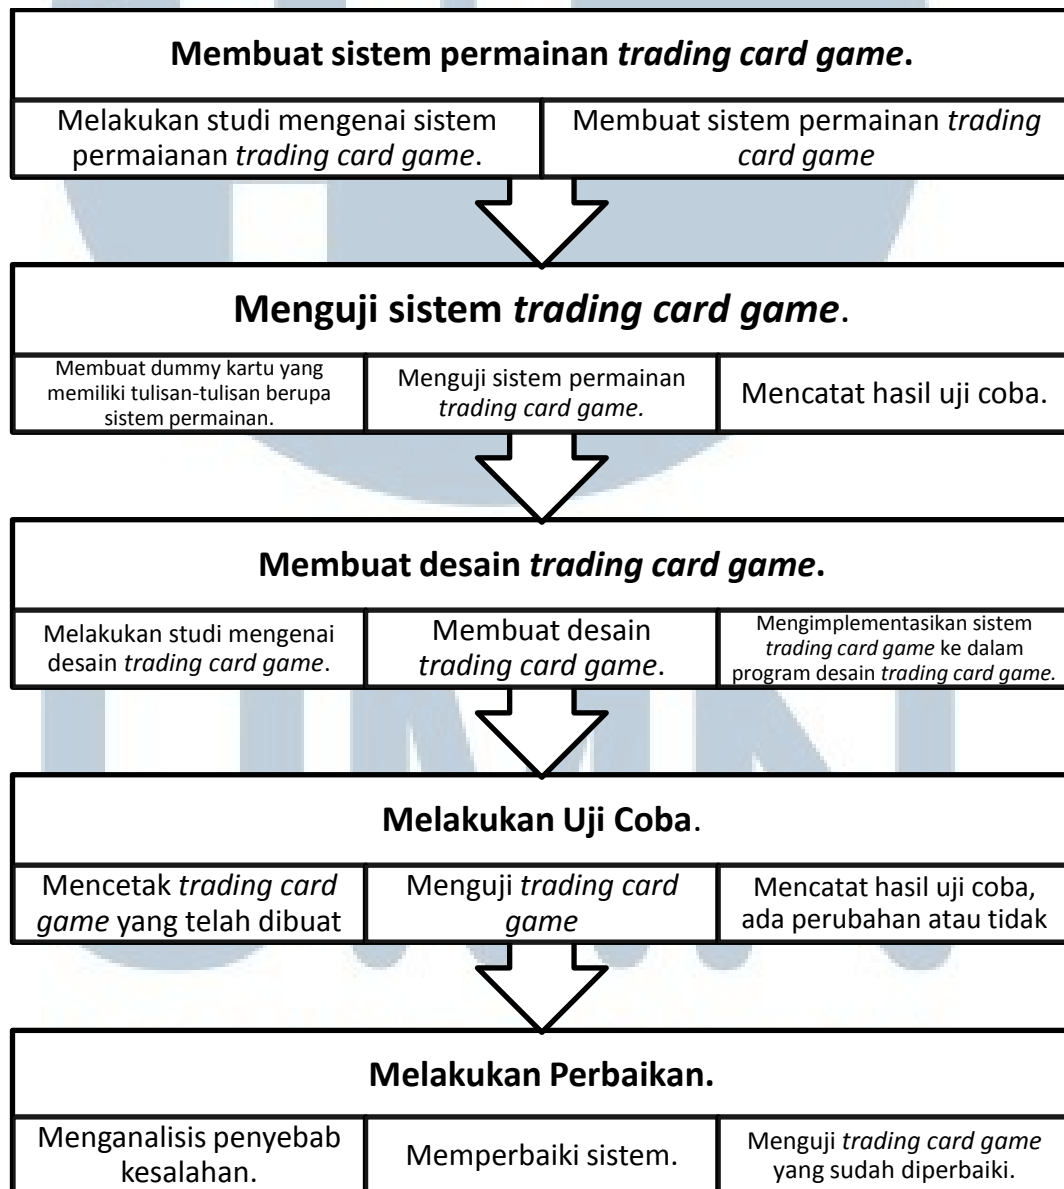 Membuat sistem permainan trading card game.
Melakukan studi mengenai sistem
permaianan trading card game.
Membuat sistem permainan trading
card game
Menguji sistem trading card game.
Membuat dummy kartu yang
memiliki tulisan-tulisan berupa
sistem permainan.
Menguji sistem permainan
trading card game.
Mencatat hasil uji coba.
Membuat desain trading card game.
Melakukan studi mengenai
desain trading card game.
Membuat desain
trading card game.
Mengimplementasikan sistem
trading card game ke dalam
program desain trading card game.
Melakukan Uji Coba.
Mencetak trading card
game yang telah dibuat
Menguji trading card
game
Mencatat hasil uji coba,
ada perubahan atau tidak
Melakukan Perbaikan.
Menganalisis penyebab
kesalahan.
Memperbaiki sistem.
Menguji trading card game
yang sudah diperbaiki.
UMN